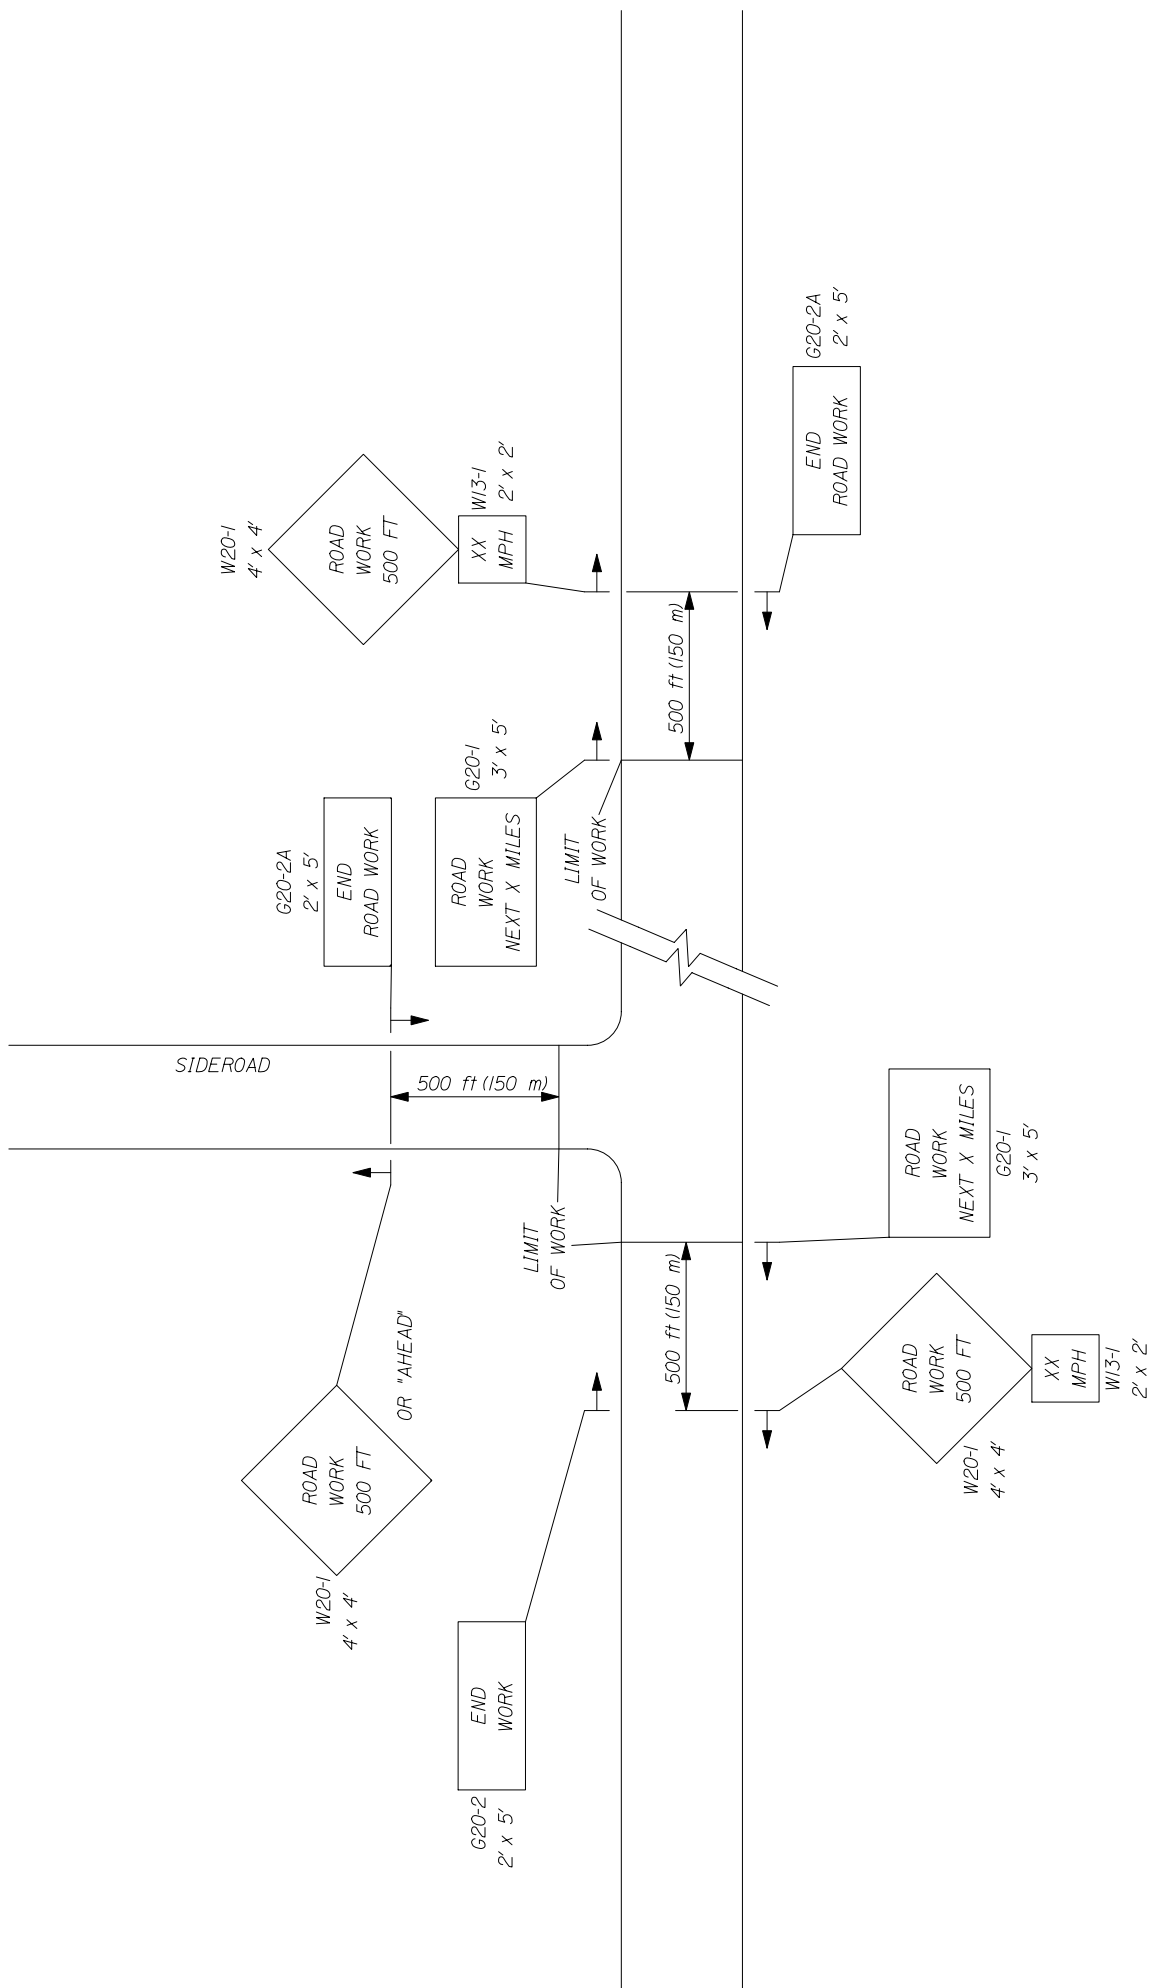 W20-1
4' x 4'
ROAD
WORK
500 FT
W13-1
2' x 2'
XX
MPH
G20-2A
2' x 5'
END
ROAD WORK
G20-1
3' x 5'
ROAD
WORK
NEXT X MILES
LIMIT
OF WORK
500 ft (150 m)
G20-2A
2' x 5'
END
ROAD WORK
SIDEROAD
500 ft (150 m)
LIMIT
OF WORK
500 ft (150 m)
ROAD
WORK
NEXT X MILES
G20-1
3' x 5'
OR "AHEAD"
ROAD
WORK
500 FT
W20-1
4' x 4'
ROAD
WORK
500 FT
W20-1
4' x 4'
XX
MPH
W13-1
2' x 2'
END
WORK
G20-2
2' x 5'